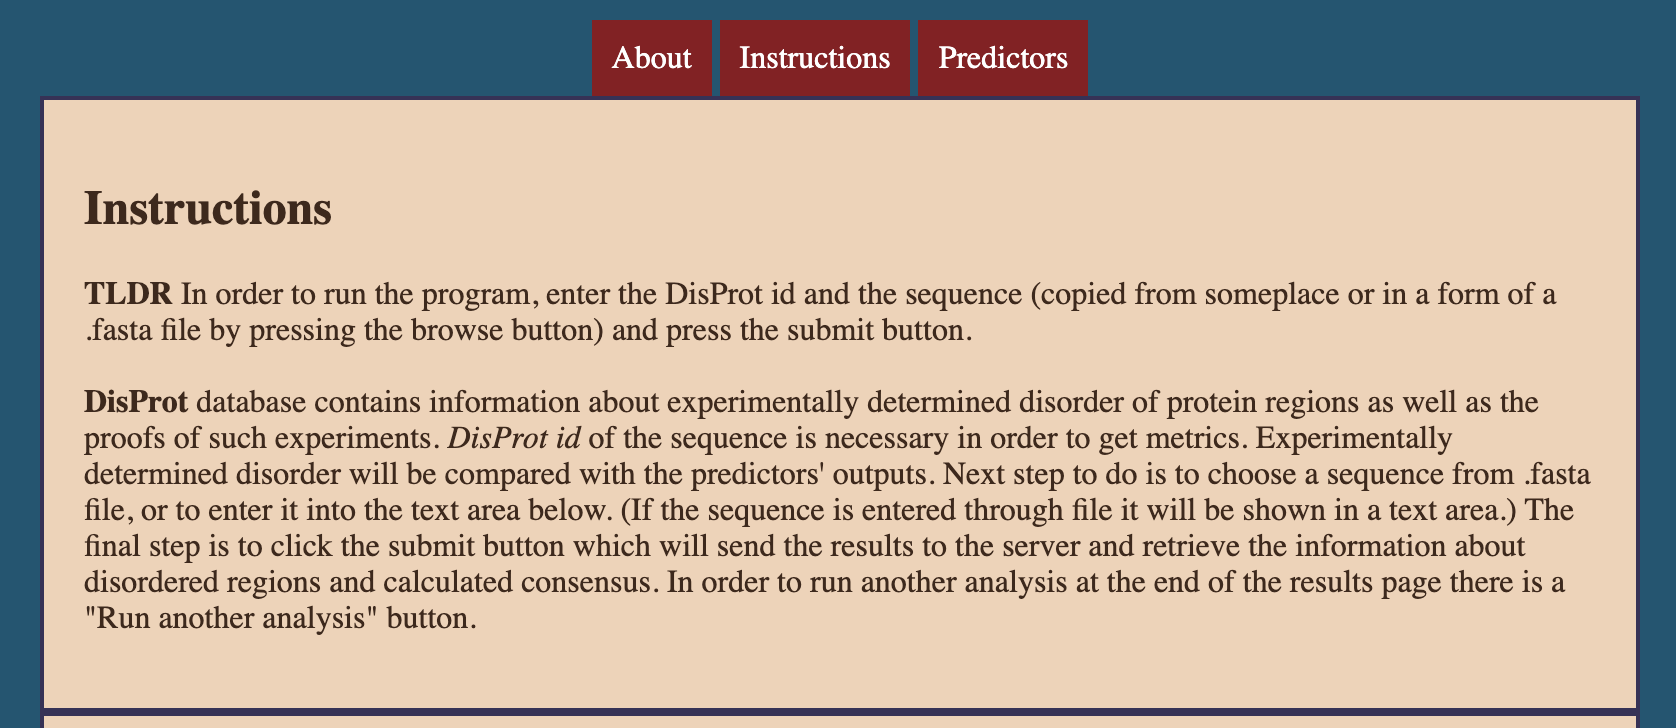 About Instructions Predictors
Instructions
TLDR In order to run the program, enter the DisProt id and the sequence (copied from someplace or in a form of a
.fasta file by pressing the browse button) and press the submit button.
DisProt database contains information about experimentally determined disorder of protein regions as well as the
proofs of such experiments. DisProt id of the sequence is necessary in order to get metrics. Experimentally
determined disorder will be compared with the predictors' outputs. Next step to do is to choose a sequence from .fasta
file, or to enter it into the text area below. (If the sequence is entered through file it will be shown in a text area.) The
final step is to click the submit button which will send the results to the server and retrieve the information about
disordered regions and calculated consensus. In order to run another analysis at the end of the results page there is a
"Run another analysis" button.